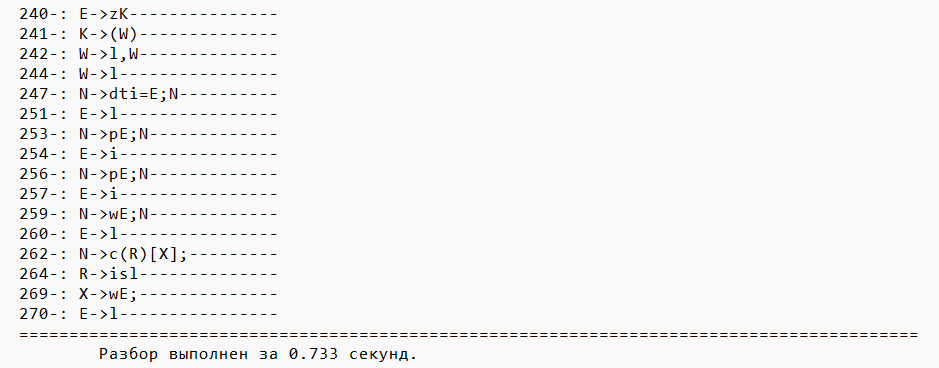 240-: E->zK---------------
241-: K->(W)--------------
242-: W->l,W--------------
244-: W->l----------------
247-: N->dti=E;N----------
251-: E->l----------------
253-: N->pE;N-------------
254-: E->i----------------
256-: N->pE;N-------------
257-: E->i----------------
259-: N->wE;N-------------
260-: E->l----------------
262-: N->c(R)[X];---------
264-: R->isl--------------
269-: X->wE;--------------
270-: E->l----------------
==========================================================================================
Разбор выполнен за 0.733 секунд.